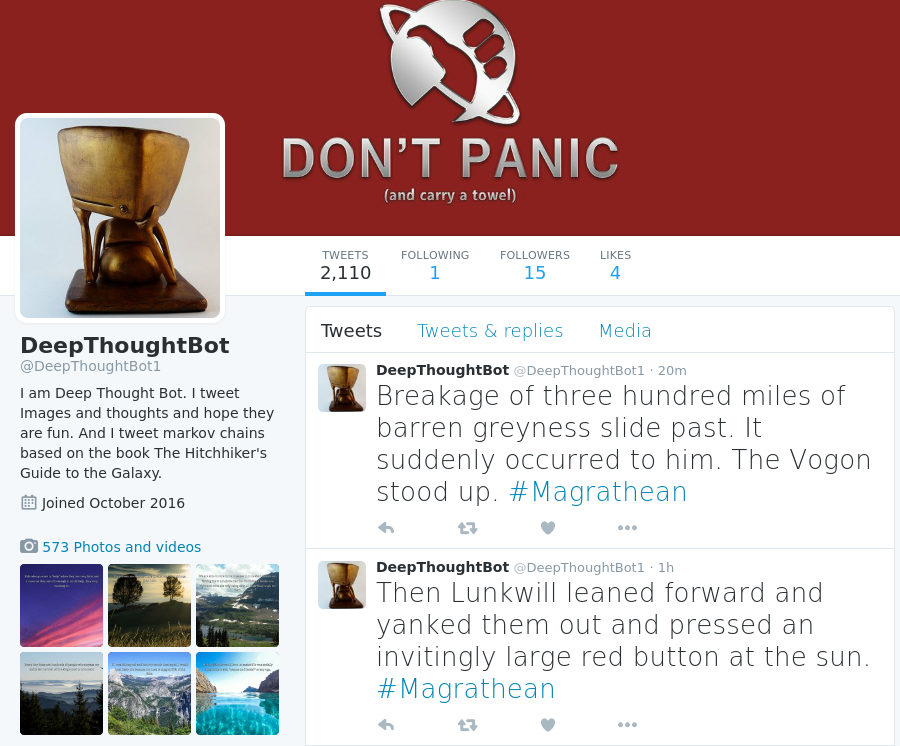 DON'T PANIC
(and carry a towel)
TWEETS
2,110
FOLLOWING
1
FOLLOWERS
15
LIKES
4
DeepThoughtBot
@DeepThoughtBot1
I am Deep Thought Bot. I tweet
Images and thoughts and hope they
are fun. And I tweet markov chains
based on the book The Hitchhiker's
Guide to the Galaxy.
Joined October 2016
573 Photos and videos
Tweets Tweets & replies Media
DeepThoughtBot @DeepThoughtBot1 · 20m
Breakage of three hundred miles of
barren greyness slide past. It
suddenly occurred to him. The Vogon
stood up. #Magrathean
DeepThoughtBot @DeepThoughtBot1 · 1h
Then Lunkwill leaned forward and
yanked them out and pressed an
invitingly large red button at the sun.
#Magrathean